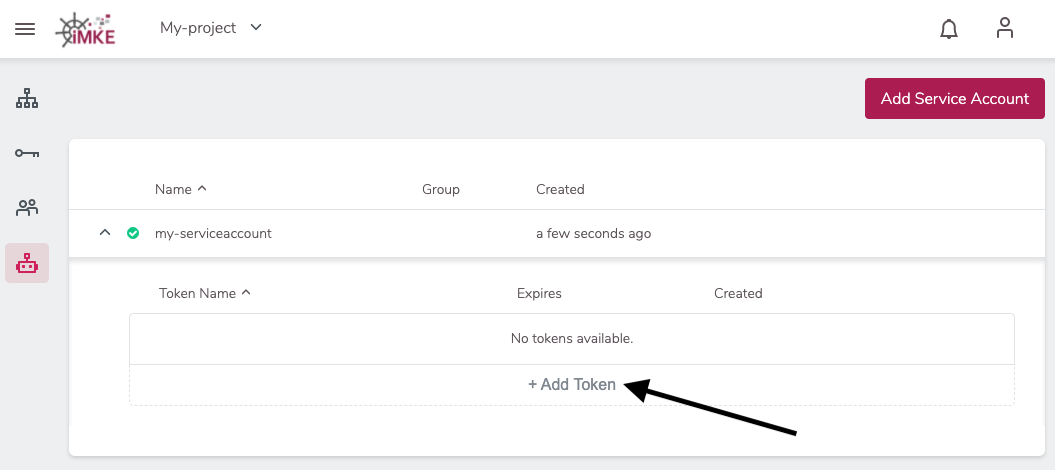 iMKE
My-project
Add Service Account
Name Group Created
my-serviceaccount a few seconds ago
Token Name Expires Created
No tokens available.
+ Add Token